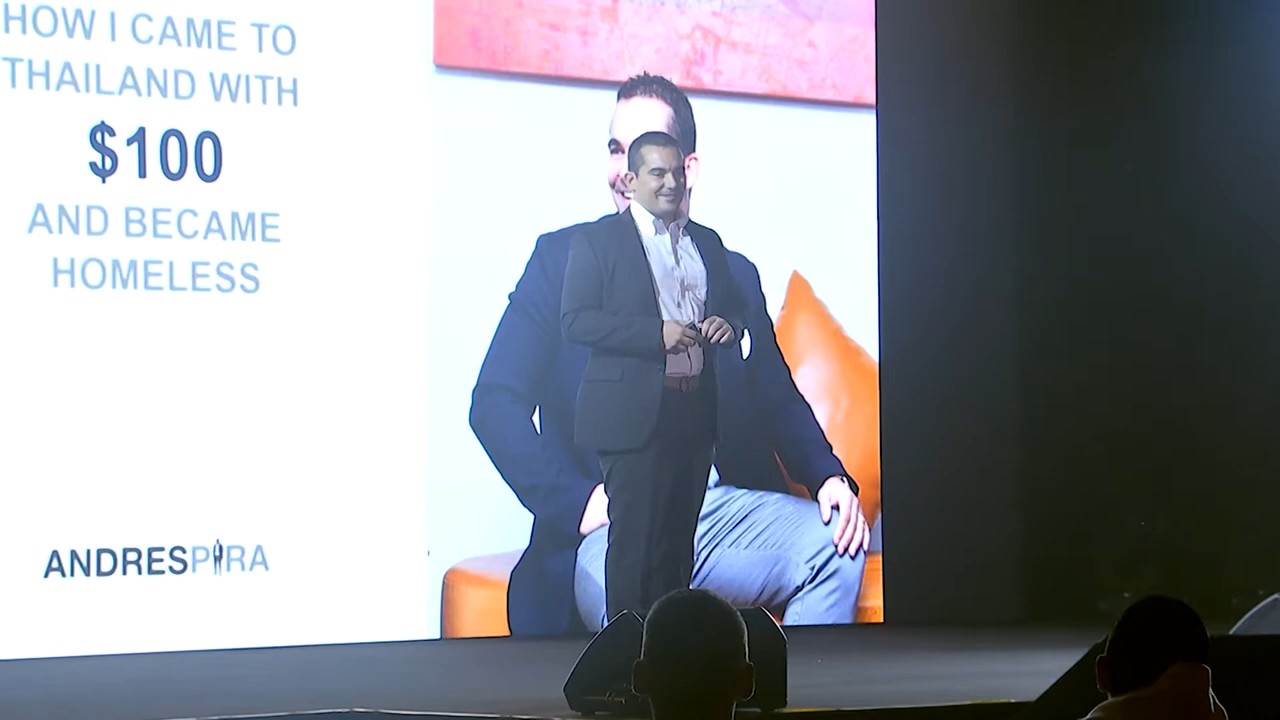 HOW I CAME TO
THAILAND WITH
$100
AND BECAME
HOMELESS
ANDRESPIRA